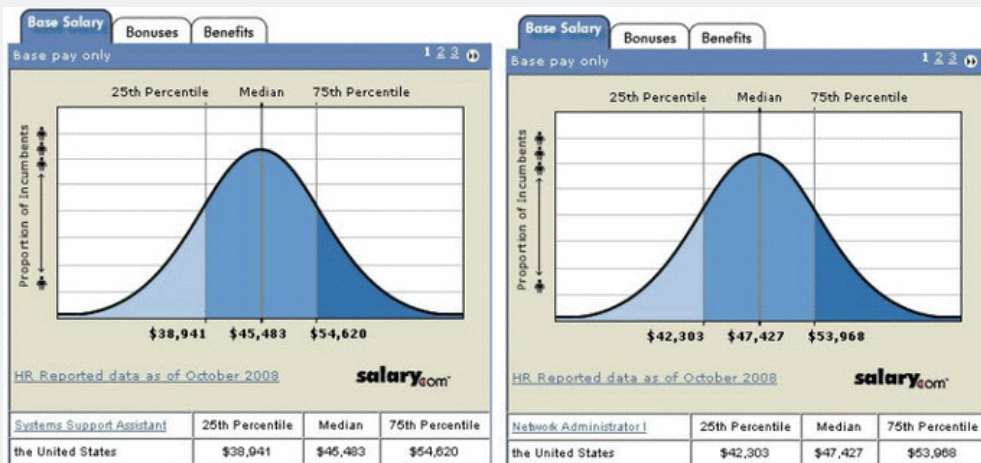 Base Salary Bonuses Benefits
Base pay only 1 2 3
25th Percentile Median 75th Percentile
Proportion of Incumbents
$38,941 $45,483 $54,620
HR Reported data as of October 2008 salary.com
Systems Support Assistant 25th Percentile Median 75th Percentile
the United States $38,941 $45,483 $54,620
Base Salary Bonuses Benefits
Base pay only 1 2 3
25th Percentile Median 75th Percentile
Proportion of Incumbents
$42,303 $47,427 $53,968
HR Reported data as of October 2008 salary.com
Network Administrator I 25th Percentile Median 75th Percentile
the United States $42,303 $47,427 $53,968